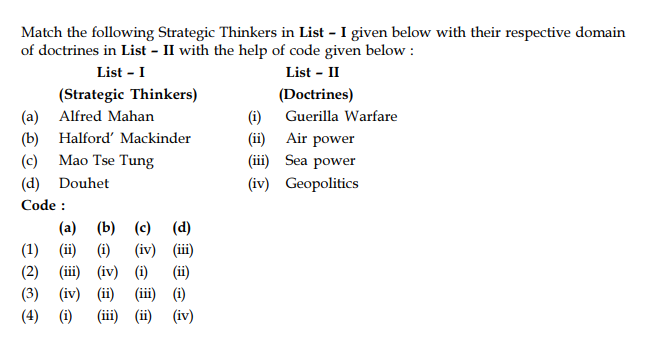 Match the following Strategic Thinkers in List – I given below with their respective domain
of doctrines in List – II with the help of code given below :
List – I List – II
(Strategic Thinkers) (Doctrines)
(a) Alfred Mahan (i) Guerilla Warfare
(b) Halford' Mackinder (ii) Air power
(c) Mao Tse Tung (iii) Sea power
(d) Douhet (iv) Geopolitics
Code :
(a) (b) (c) (d)
(1) (ii) (i) (iv) (iii)
(2) (iii) (iv) (i) (ii)
(3) (iv) (ii) (iii) (i)
(4) (i) (iii) (ii) (iv)